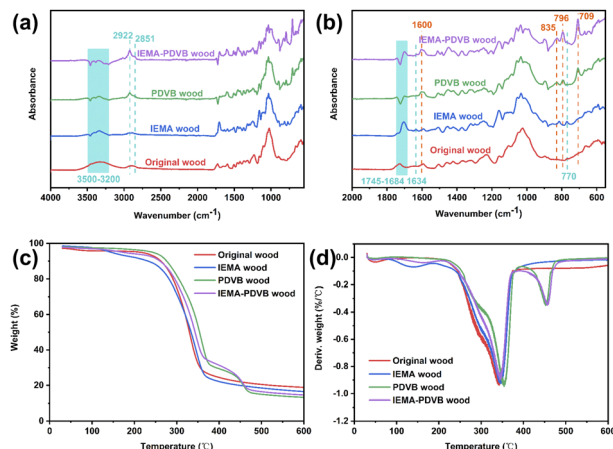 (a)
2922
2851
IEMA-PDVB wood
PDVB wood
IEMA wood
Original wood
3500-3200
Absorbance
4000 3500 3000 2500 2000 1500 1000
Wavenumber (cm⁻¹)
(b)
1600
835
796
709
IEMA-PDVB wood
PDVB wood
IEMA wood
Original wood
1745-1684
1634
770
Absorbance
2000 1800 1600 1400 1200 1000 800 600
Wavenumber (cm⁻¹)
(c)
Original wood
IEMA wood
PDVB wood
IEMA-PDVB wood
Weight (%)
100
80
60
40
20
0
0 100 200 300 400 500 600
Temperature (℃)
(d)
Original wood
IEMA wood
PDVB wood
IEMA-PDVB wood
Deriv. weight (%/℃)
0.0
-0.2
-0.4
-0.6
-0.8
-1.0
-1.2
0 100 200 300 400 500 600
Temperature (℃)